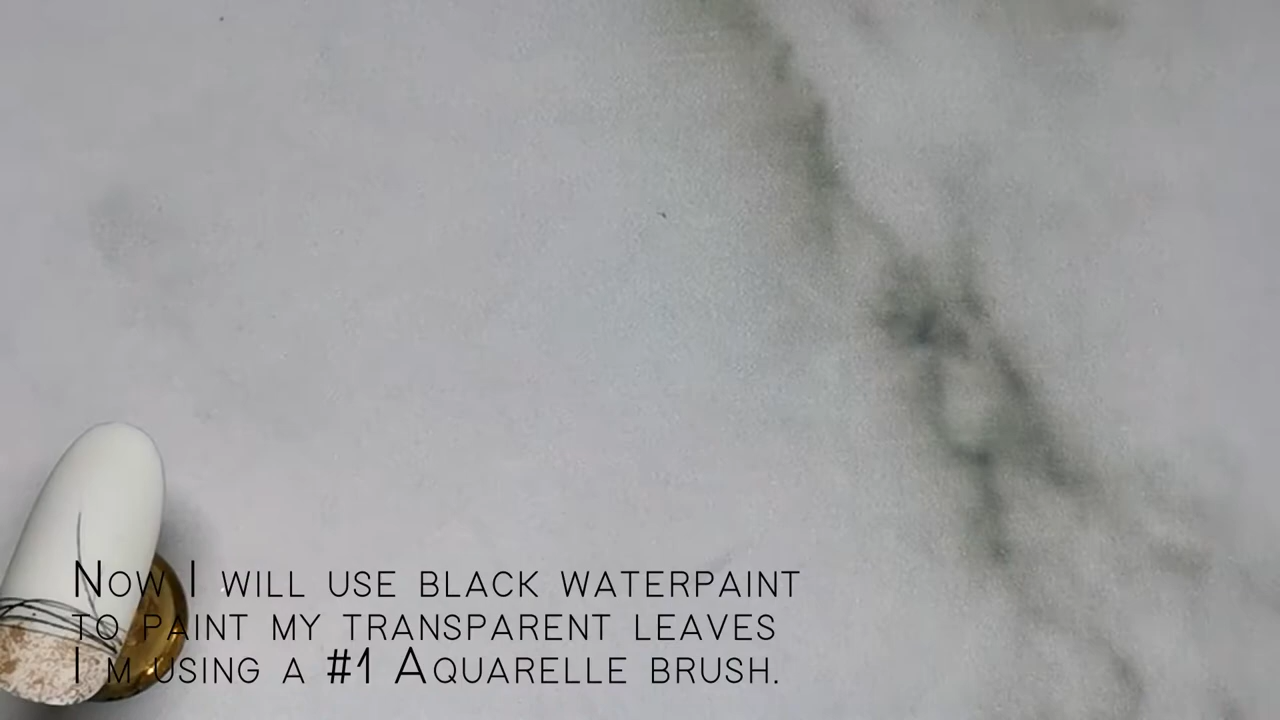 Now I will use black waterpaint
to paint my transparent leaves
I m using a #1 Aquarelle brush.